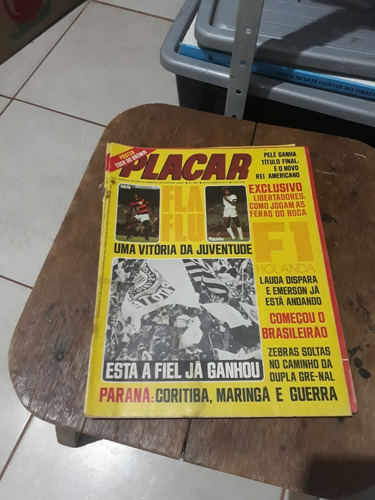 PÔSTER
PLACAR
FLA
FLU
UMA VITÓRIA DA JUVENTUDE
PELÉ GANHA
TÍTULO FINAL.
E O NOVO
REI AMERICANO
EXCLUSIVO
LIBERTADORES:
COMO JOGAM AS
FERAS DO BOCA
F1
HOLANDA
LAUDA DISPARA
E EMERSON JÁ
ESTÁ ANDANDO
COMEÇOU O
BRASILEIRÃO
ZEBRAS SOLTAS
NO CAMINHO DA
DUPLA GRE-NAL
ESTA A FIEL JÁ GANHOU
PARANÁ: CORITIBA, MARINGÁ E GUERRA